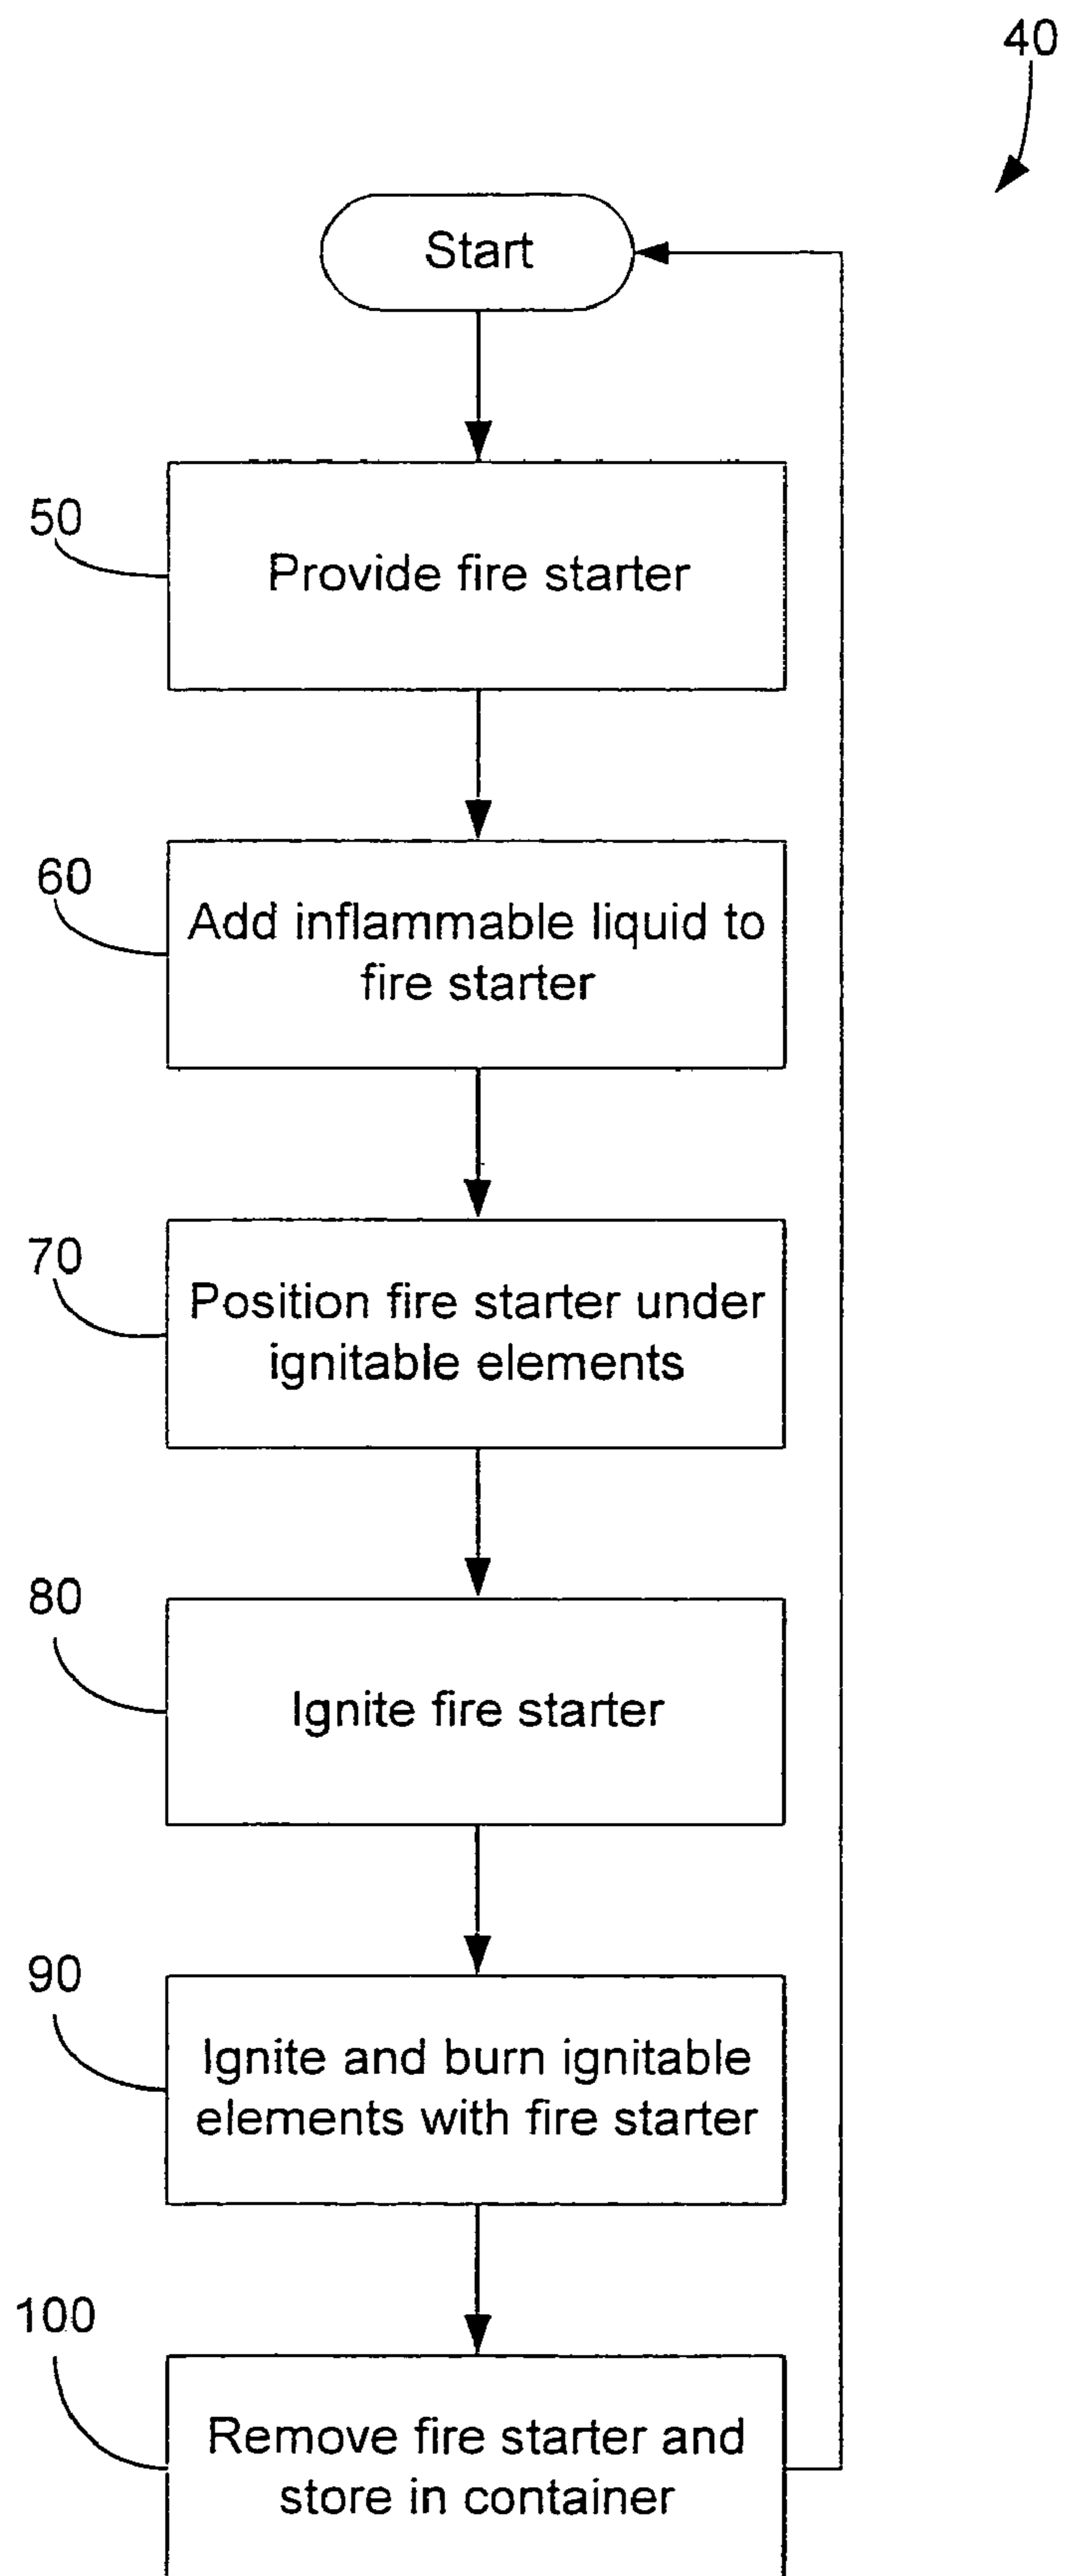 40
Start
50
Provide fire starter
60
Add inflammable liquid to
fire starter
70
Position fire starter under
ignitable elements
80
Ignite fire starter
90
Ignite and burn ignitable
elements with fire starter
100
Remove fire starter and
store in container